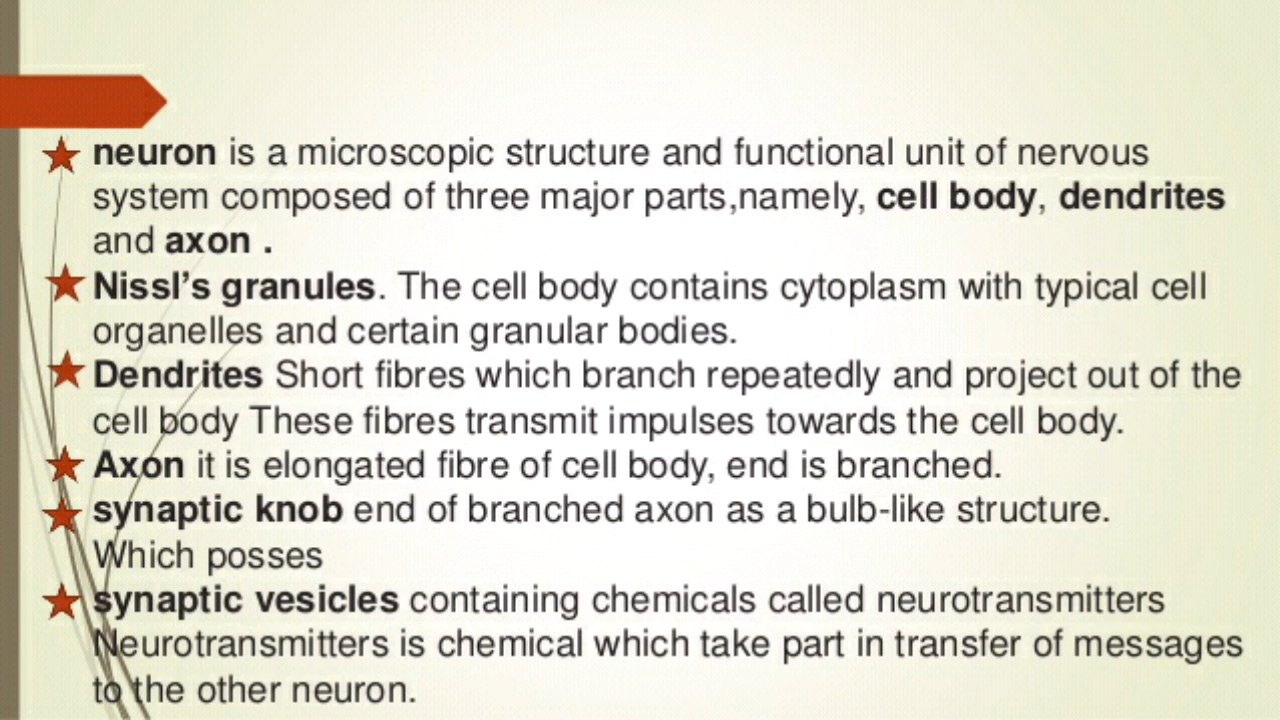 neuron is a microscopic structure and functional unit of nervous
system composed of three major parts,namely, cell body, dendrites
and axon .
Nissl’s granules. The cell body contains cytoplasm with typical cell
organelles and certain granular bodies.
Dendrites Short fibres which branch repeatedly and project out of the
cell body These fibres transmit impulses towards the cell body.
Axon it is elongated fibre of cell body, end is branched.
synaptic knob end of branched axon as a bulb-like structure.
Which posses
synaptic vesicles containing chemicals called neurotransmitters
Neurotransmitters is chemical which take part in transfer of messages
to the other neuron.